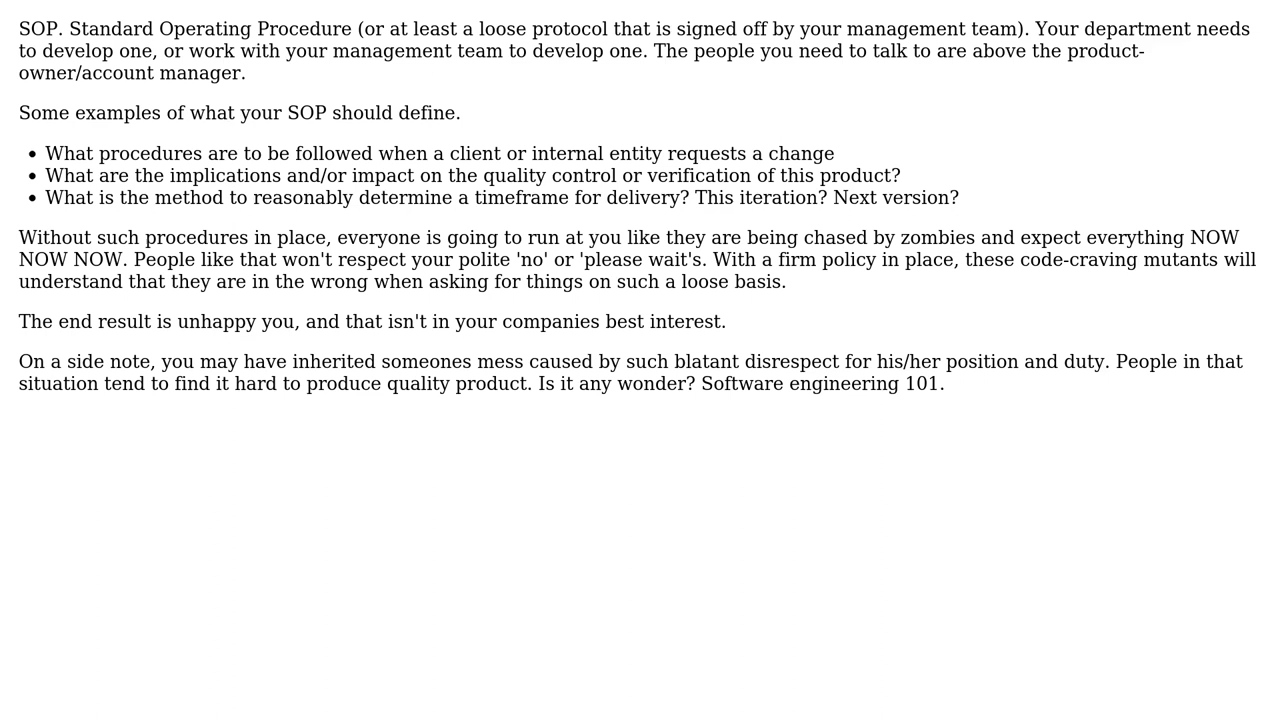 SOP. Standard Operating Procedure (or at least a loose protocol that is signed off by your management team). Your department needs
to develop one, or work with your management team to develop one. The people you need to talk to are above the product-
owner/account manager.
Some examples of what your SOP should define.
• What procedures are to be followed when a client or internal entity requests a change
• What are the implications and/or impact on the quality control or verification of this product?
• What is the method to reasonably determine a timeframe for delivery? This iteration? Next version?
Without such procedures in place, everyone is going to run at you like they are being chased by zombies and expect everything NOW
NOW NOW. People like that won't respect your polite 'no' or 'please wait's. With a firm policy in place, these code-craving mutants will
understand that they are in the wrong when asking for things on such a loose basis.
The end result is unhappy you, and that isn't in your companies best interest.
On a side note, you may have inherited someones mess caused by such blatant disrespect for his/her position and duty. People in that
situation tend to find it hard to produce quality product. Is it any wonder? Software engineering 101.